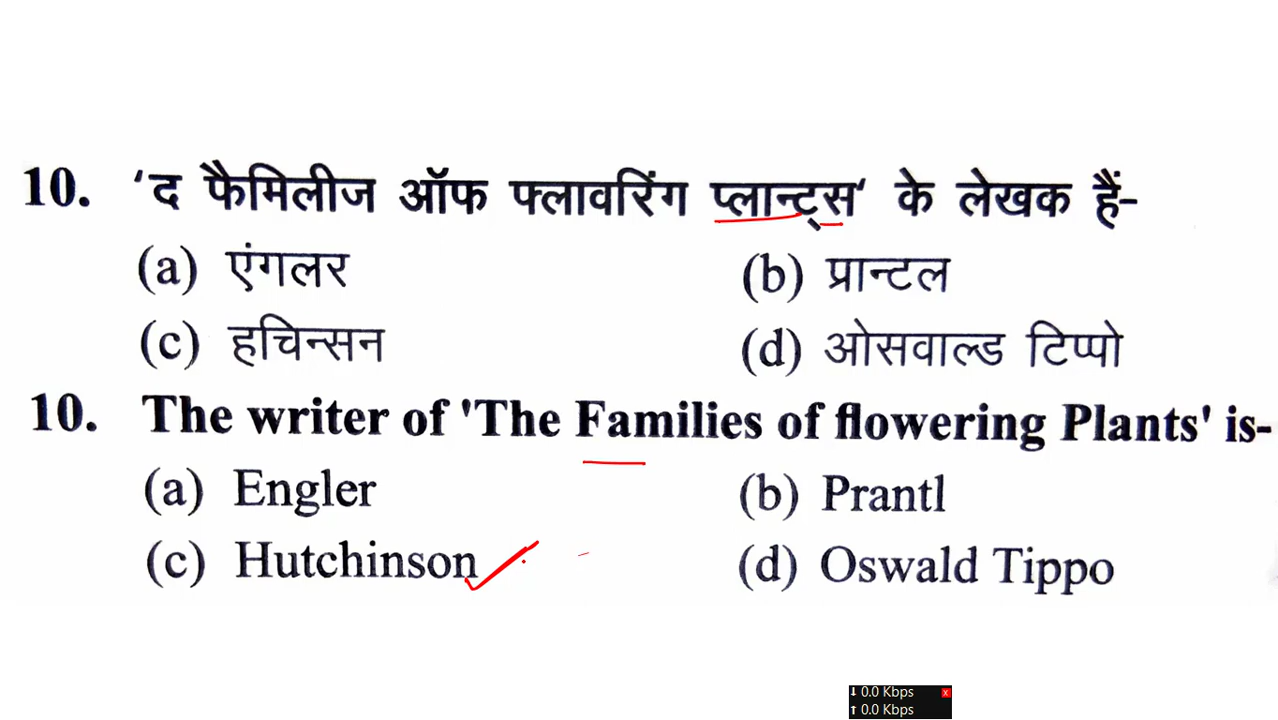 10. 'द फैमिलीज ऑफ फ्लावरिंग प्लान्ट्स' के लेखक हैं-
(a) एंगलर (b) प्रान्टल
(c) हचिन्सन (d) ओसवाल्ड टिप्पो
10. The writer of 'The Families of flowering Plants' is-
(a) Engler (b) Prantl
(c) Hutchinson (d) Oswald Tippo
↓ 0.0 Kbps x
↑ 0.0 Kbps